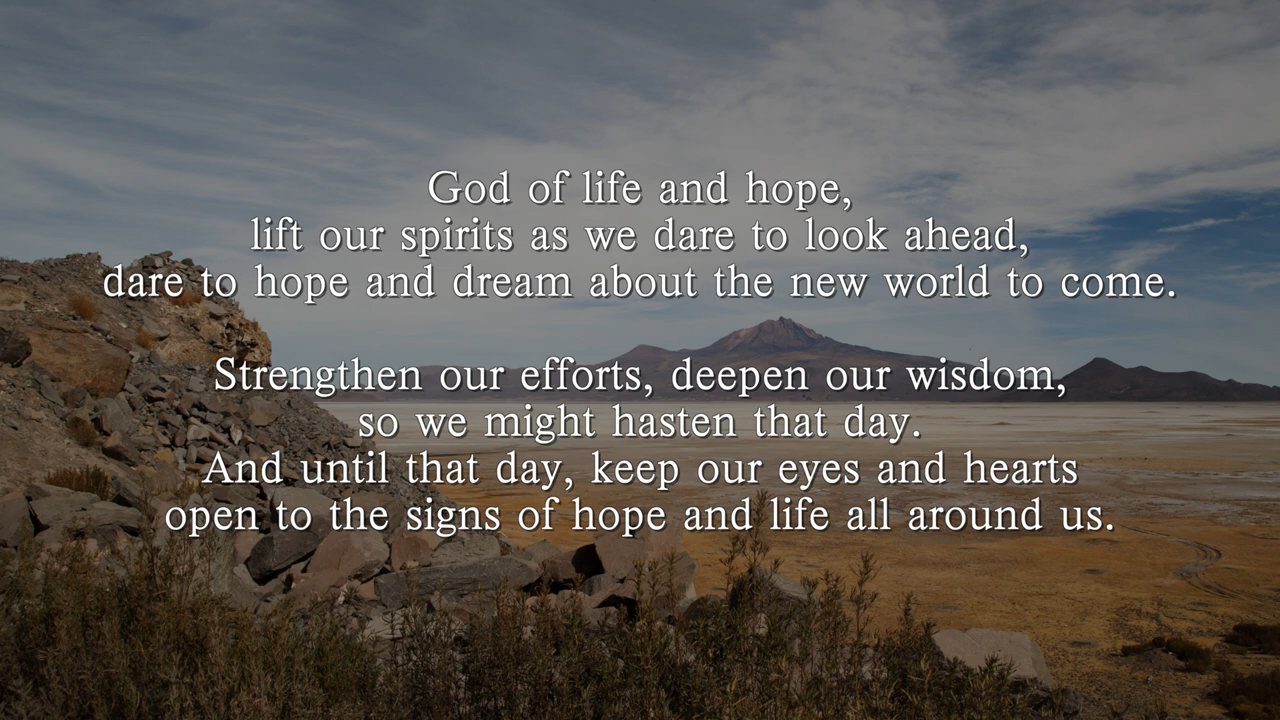 God of life and hope,
lift our spirits as we dare to look ahead,
dare to hope and dream about the new world to come.
Strengthen our efforts, deepen our wisdom,
so we might hasten that day.
And until that day, keep our eyes and hearts
open to the signs of hope and life all around us.